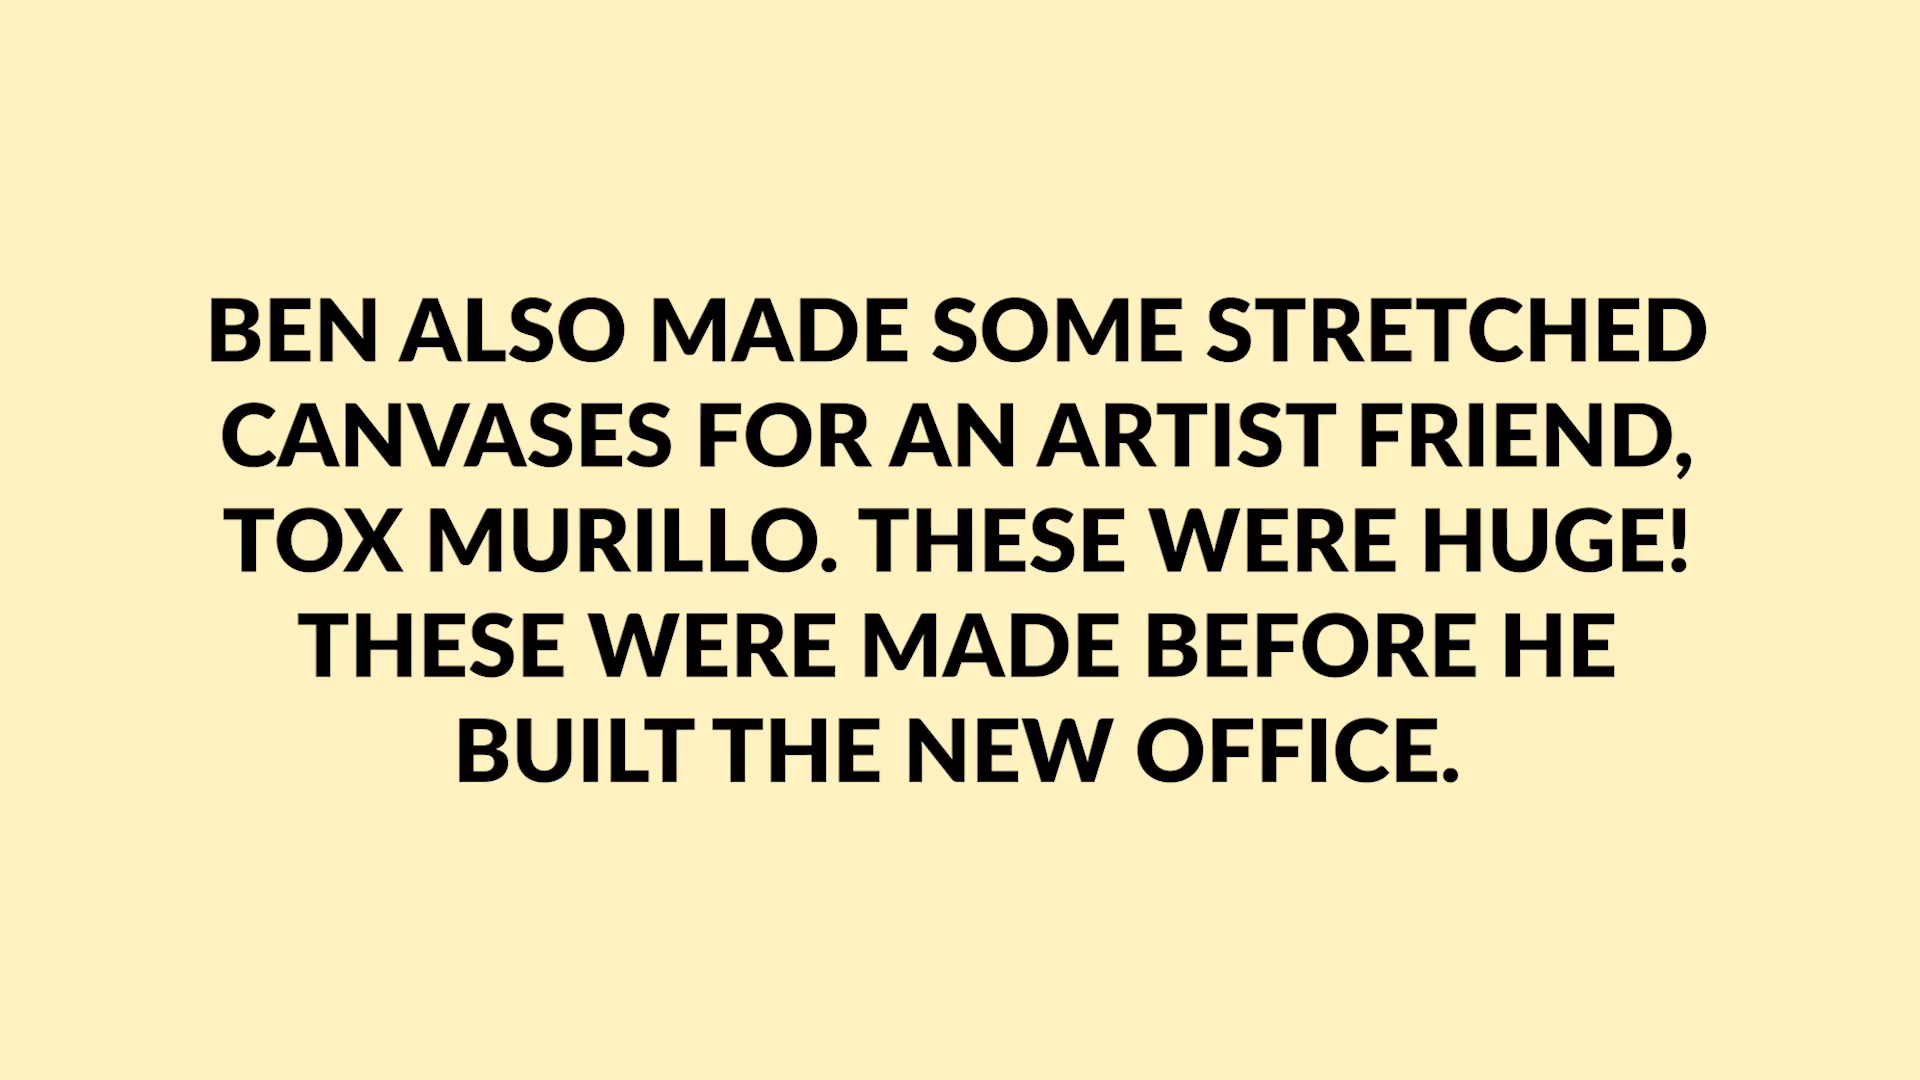 BEN ALSO MADE SOME STRETCHED
CANVASES FOR AN ARTIST FRIEND,
TOX MURILLO. THESE WERE HUGE!
THESE WERE MADE BEFORE HE
BUILT THE NEW OFFICE.